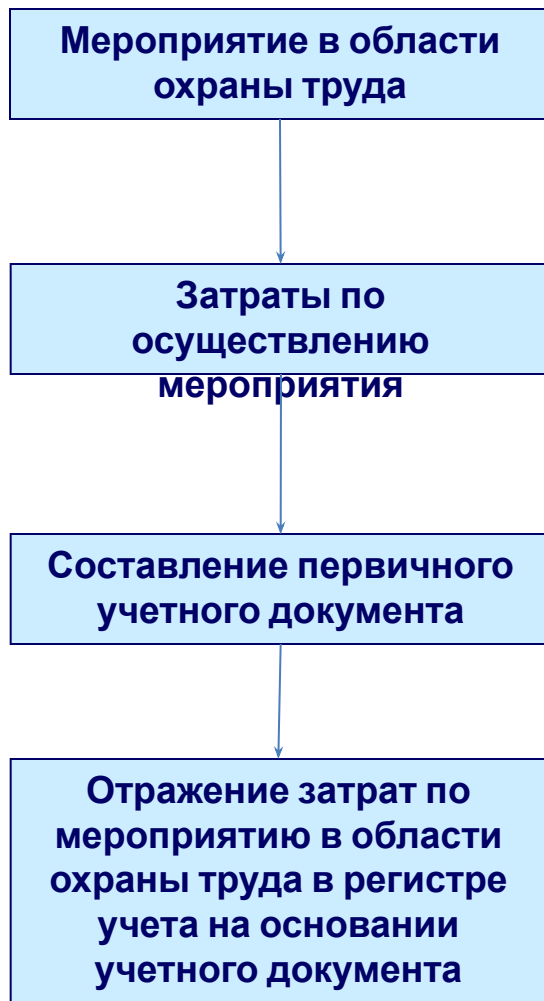 Мероприятие в области
охраны труда
Затраты по
осуществлению
мероприятия
Составление первичного
учетного документа
Отражение затрат по
мероприятию в области
охраны труда в регистре
учета на основании
учетного документа